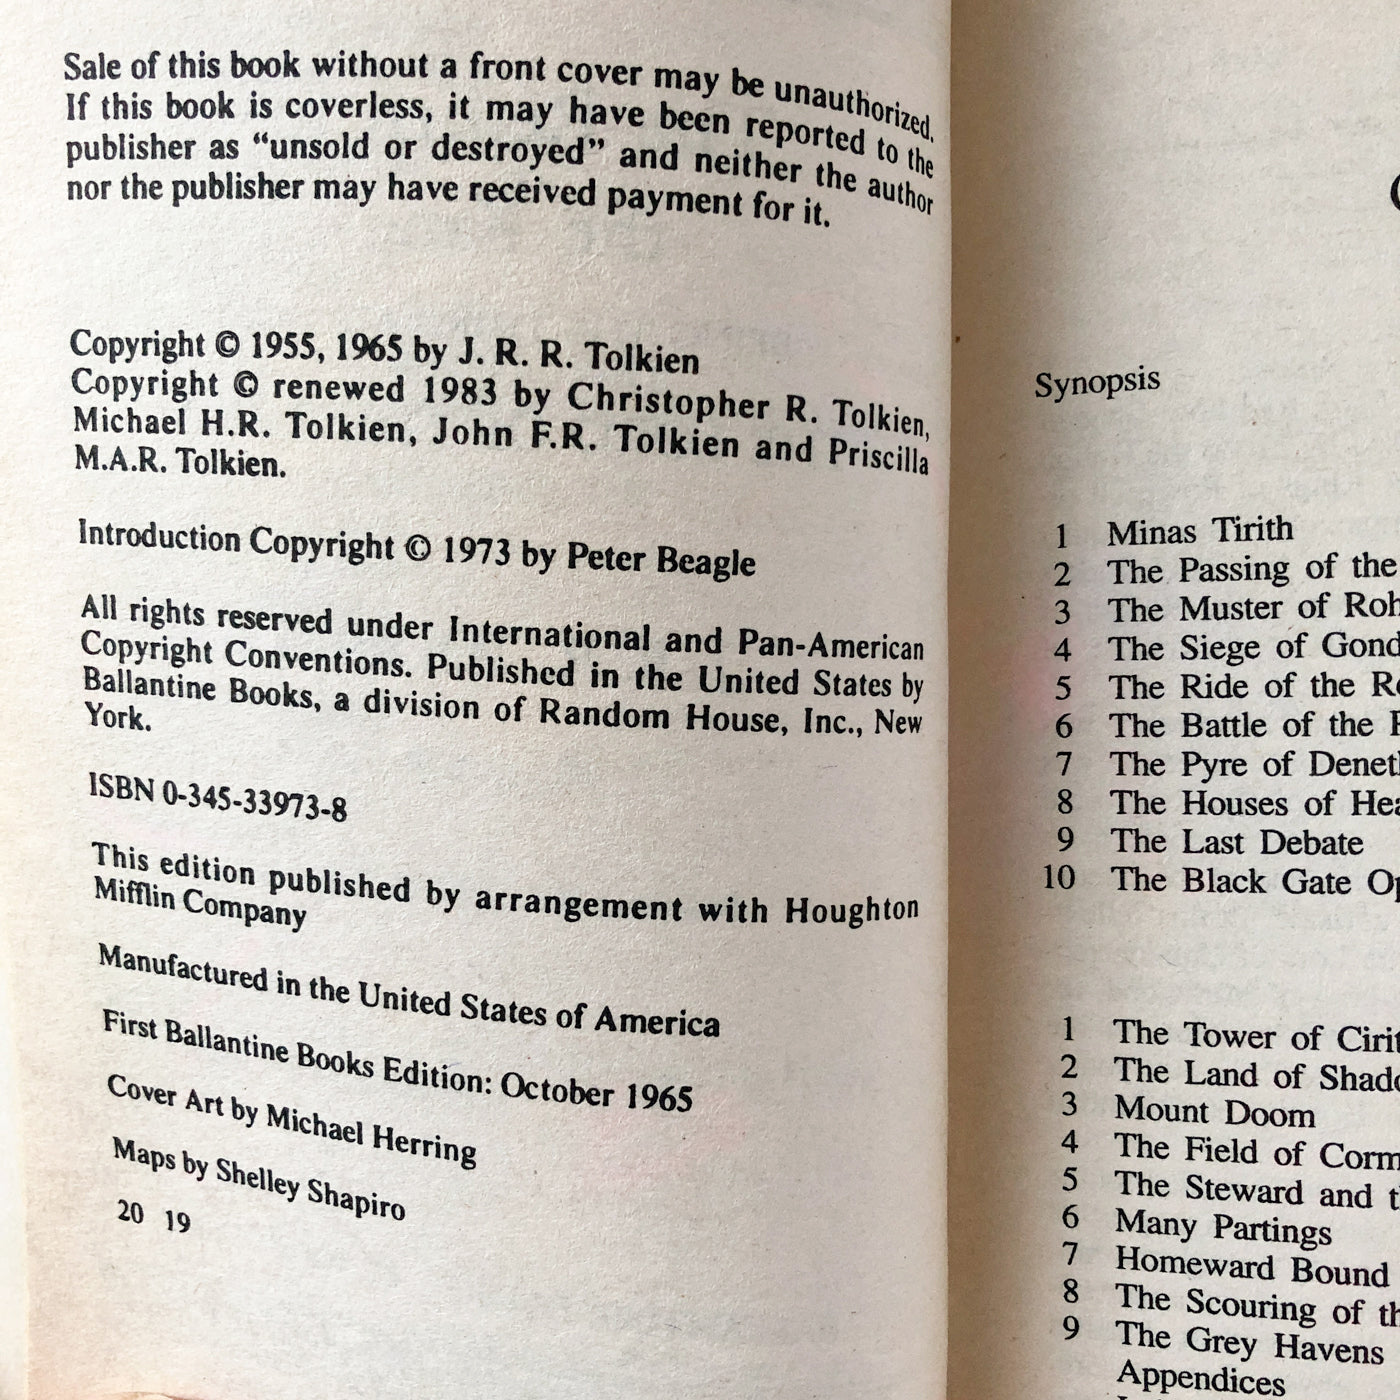 Sale of this book without a front cover may be unauthorized.
If this book is coverless, it may have been reported to the
publisher as “unsold or destroyed” and neither the author
nor the publisher may have received payment for it.
Copyright © 1955, 1965 by J. R. R. Tolkien
Copyright © renewed 1983 by Christopher R. Tolkien,
Michael H.R. Tolkien, John F.R. Tolkien and Priscilla
M.A.R. Tolkien.
Introduction Copyright © 1973 by Peter Beagle
All rights reserved under International and Pan-American
Copyright Conventions. Published in the United States by
Ballantine Books, a division of Random House, Inc., New
York.
ISBN 0-345-33973-8
This edition published by arrangement with Houghton
Mifflin Company
Manufactured in the United States of America
First Ballantine Books Edition: October 1965
Cover Art by Michael Herring
Maps by Shelley Shapiro
20 19
Synopsis
1 Minas Tirith
2 The Passing of the
3 The Muster of Roh
4 The Siege of Gond
5 The Ride of the Ro
6 The Battle of the
7 The Pyre of Denet
8 The Houses of Hea
9 The Last Debate
10 The Black Gate Op
1 The Tower of Cirit
2 The Land of Shado
3 Mount Doom
4 The Field of Corm
5 The Steward and t
6 Many Partings
7 Homeward Bound
8 The Scouring of th
9 The Grey Havens
Appendices